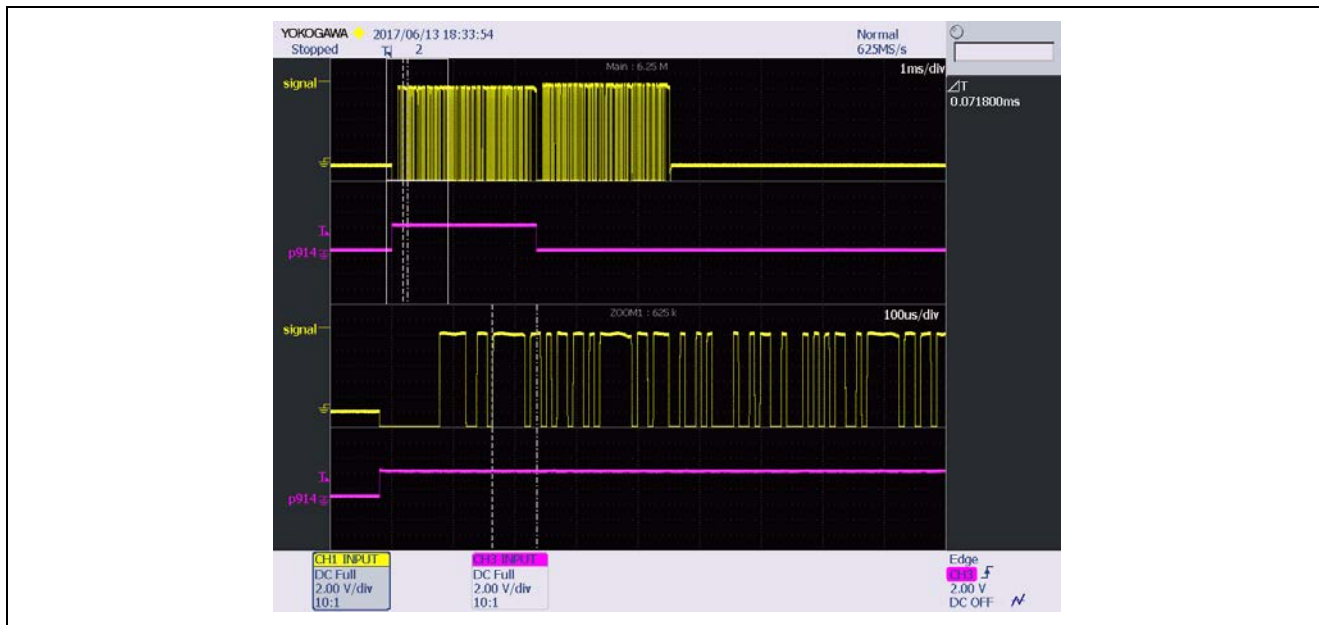 YOKOGAWA 2017/06/13 18:33:54 Normal
Stopped 2 625MS/s
Main : 6.25 M 1ms/div
signal
ΔT
0.071800ms
T
p914
ZOOM1 : 625 k 100us/div
signal
T
p914
CH1 INPUT CH3 INPUT Edge
DC Full DC Full CH3
2.00 V/div 2.00 V/div 2.00 V
10:1 10:1 DC OFF